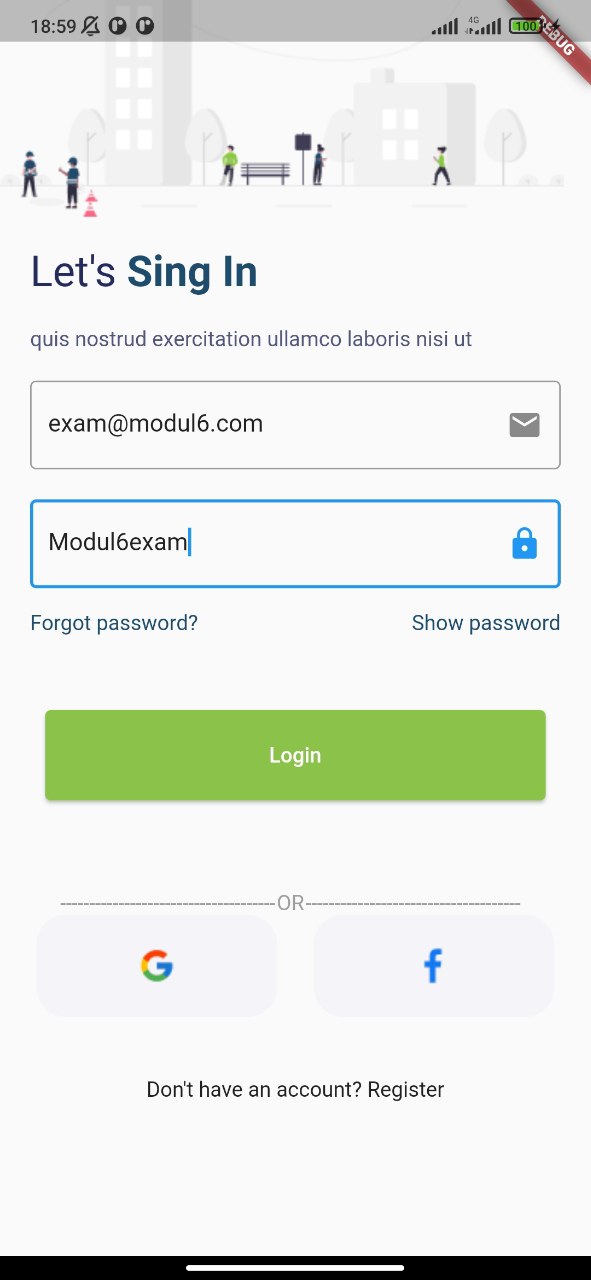 18:59
4G
100
DEBUG
Let's Sing In
quis nostrud exercitation ullamco laboris nisi ut
exam@modul6.com
Modul6exam
Forgot password? Show password
Login
------------------------------------OR------------------------------------
Don't have an account? Register